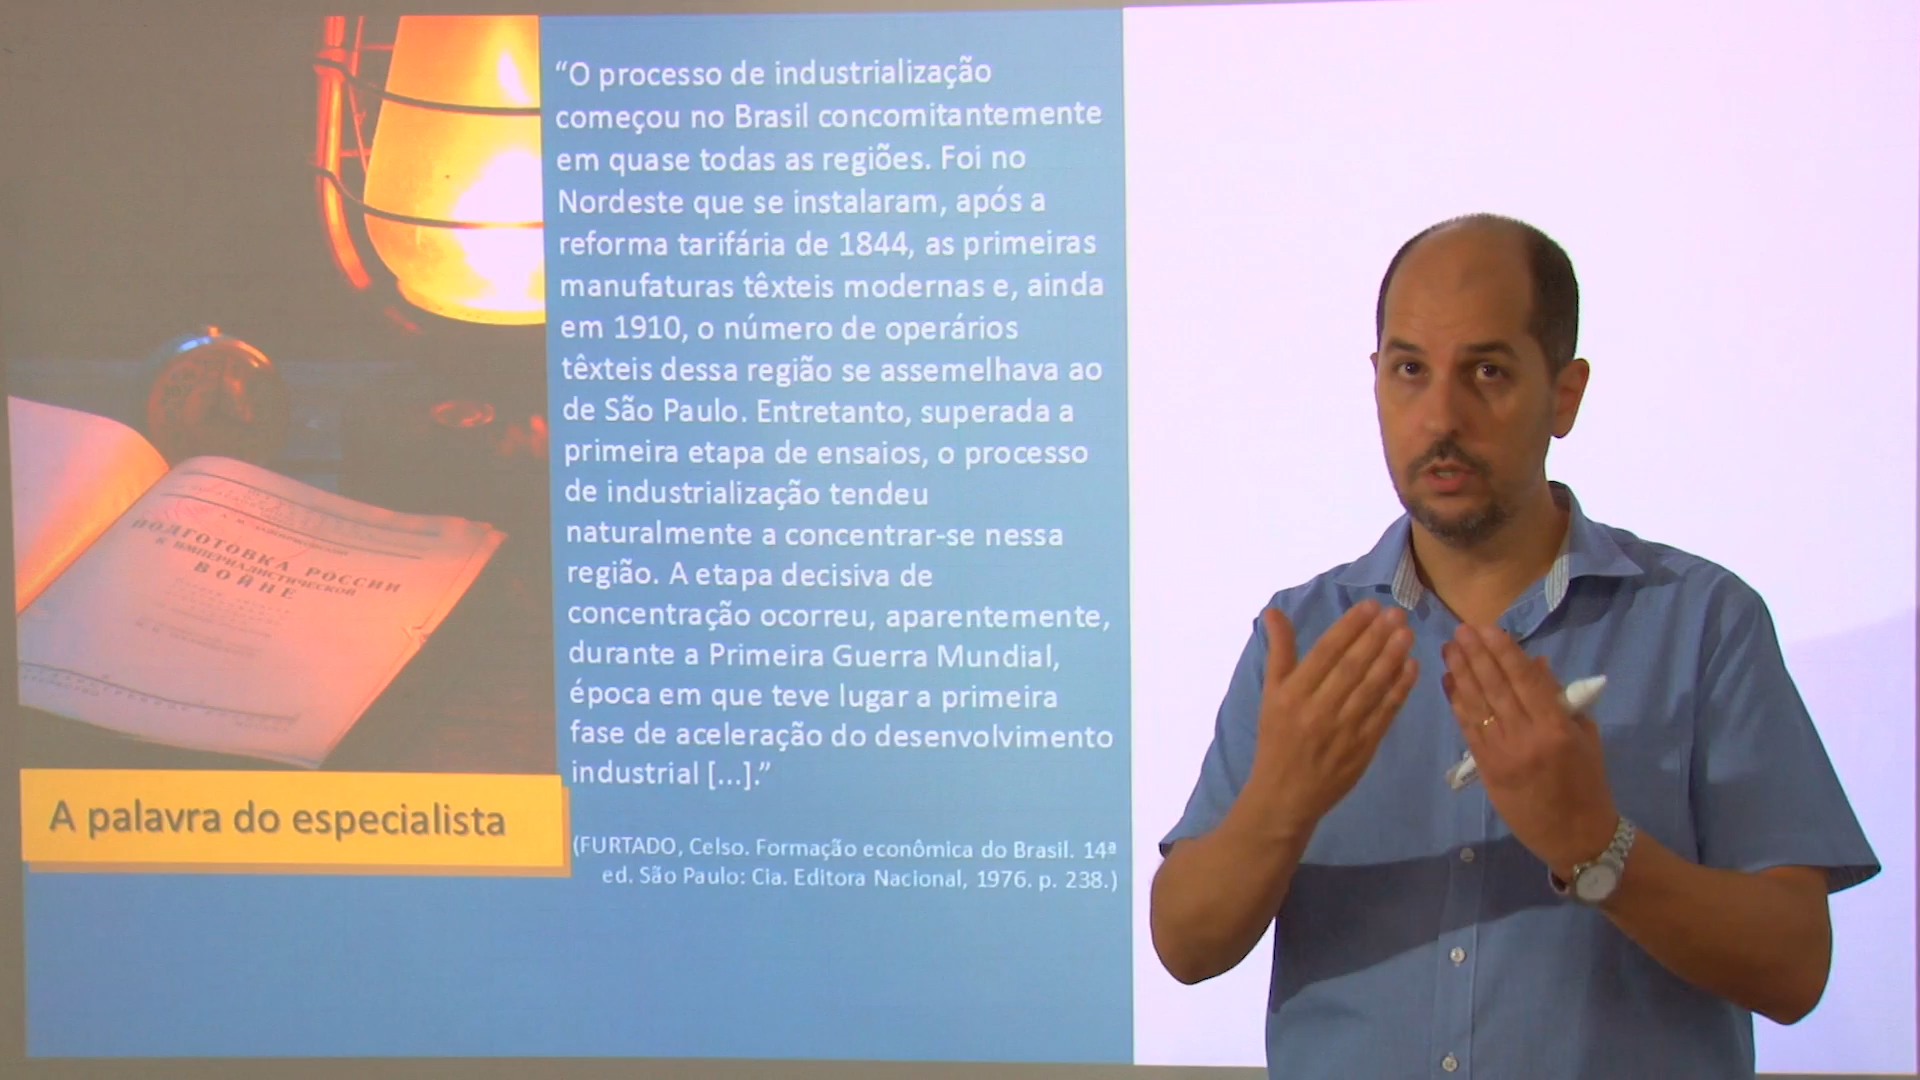 “O processo de industrialização
começou no Brasil concomitantemente
em quase todas as regiões. Foi no
Nordeste que se instalaram, após a
reforma tarifária de 1844, as primeiras
manufaturas têxteis modernas e, ainda
em 1910, o número de operários
têxteis dessa região se assemelhava ao
de São Paulo. Entretanto, superada a
primeira etapa de ensaios, o processo
de industrialização tendeu
naturalmente a concentrar-se nessa
região. A etapa decisiva de
concentração ocorreu, aparentemente,
durante a Primeira Guerra Mundial,
época em que teve lugar a primeira
fase de aceleração do desenvolvimento
industrial [...].”
(FURTADO, Celso. Formação econômica do Brasil. 14ª
ed. São Paulo: Cia. Editora Nacional, 1976. p. 238.)
A palavra do especialista
ПОДГОТОВКА РОССИИ
К ИМПЕРИАЛИСТИЧЕСКОЙ
ВОЙНЕ